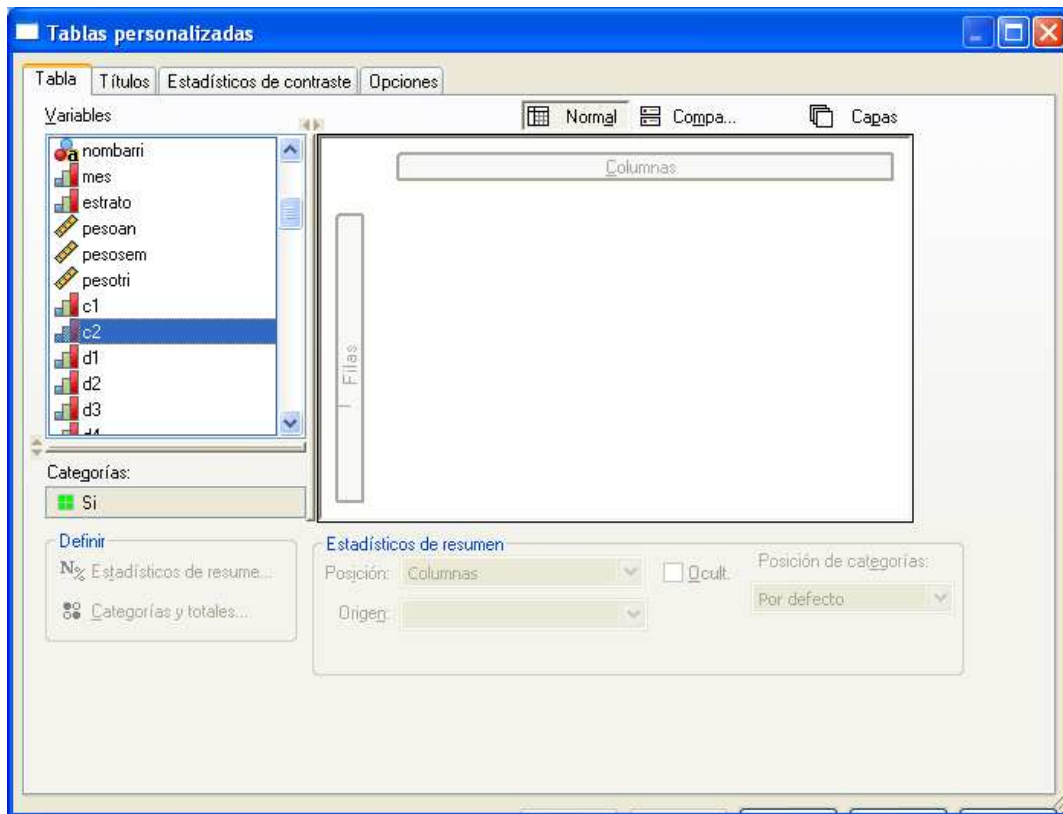 Tablas personalizadas
Tabla
Títulos
Estadísticos de contraste
Opciones
Variables
Normal
Compa...
Capas
nombarri
mes
estrato
pesoan
pesosem
pesotri
c1
c2
d1
d2
d3
d4
Columnas
Filas
Categorías:
Si
Definir
N% Estadísticos de resume...
Categorías y totales...
Estadísticos de resumen
Posición: Columnas
Ocult.
Origen:
Posición de categorías:
Por defecto